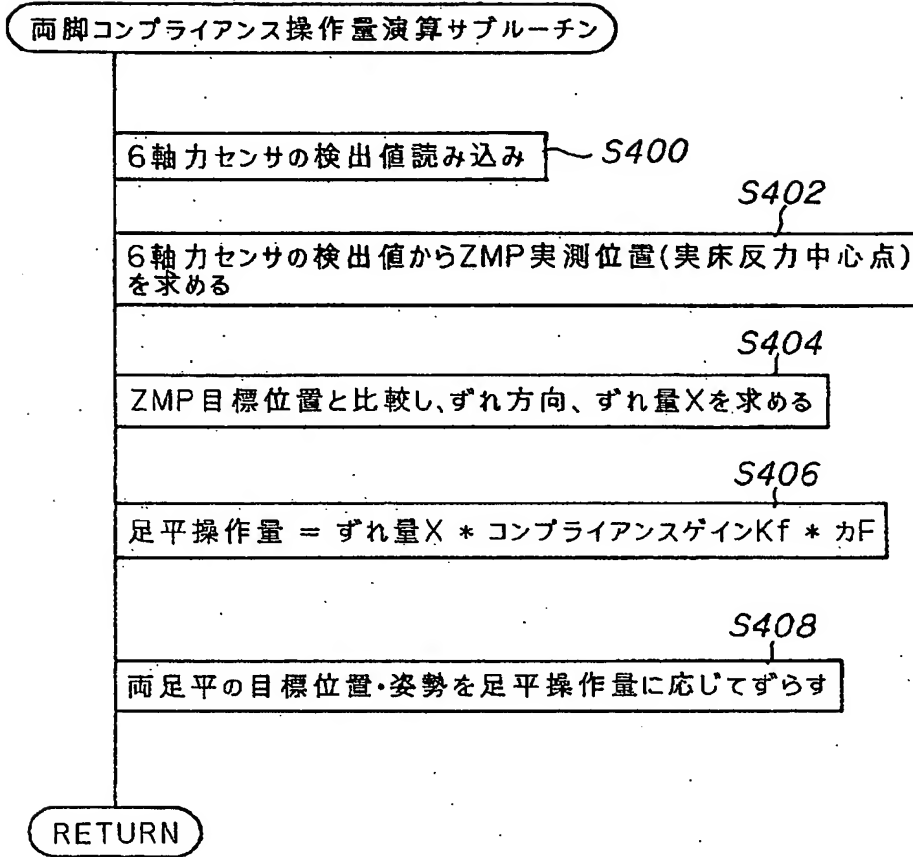 両脚コンプライアンス操作量演算サブルーチン
6軸力センサの検出値読み込み
S400
S402
6軸力センサの検出値からZMP実測位置(実床反力中心点)
を求める
S404
ZMP目標位置と比較し、ずれ方向、ずれ量Xを求める
S406
足平操作量 = ずれ量X * コンプライアンスゲインKf * 力F
S408
両足平の目標位置・姿勢を足平操作量に応じてずらす
RETURN